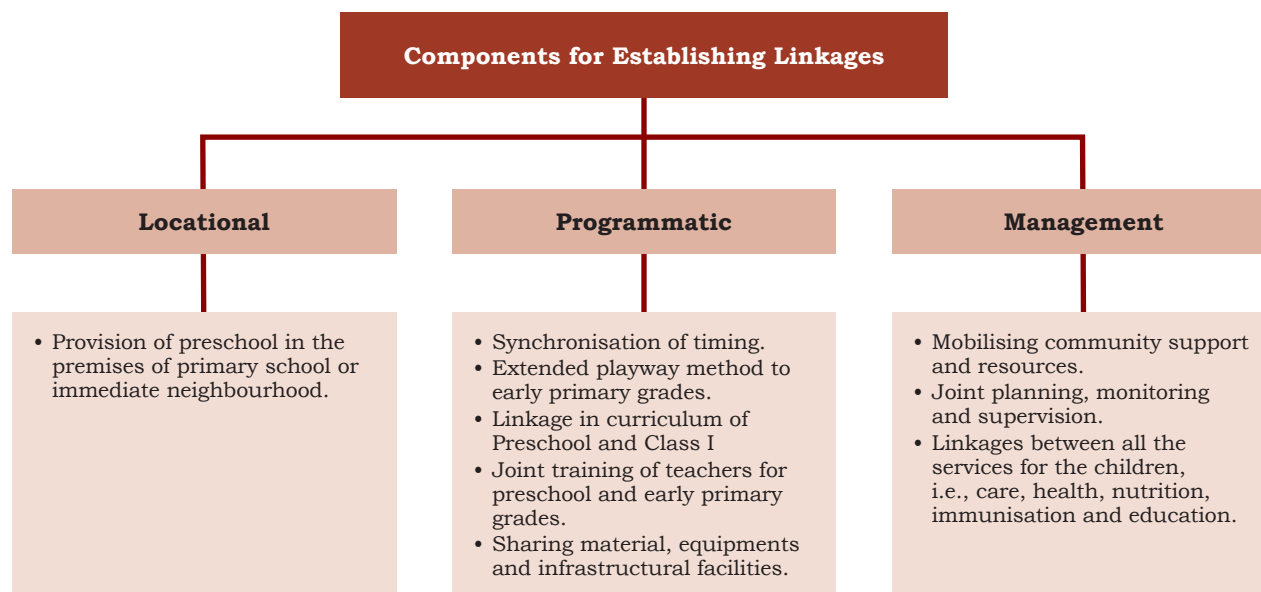 Components for Establishing Linkages
Locational
• Provision of preschool in the
premises of primary school or
immediate neighbourhood.
Programmatic
• Synchronisation of timing.
• Extended playway method to
early primary grades.
• Linkage in curriculum of
Preschool and Class I
• Joint training of teachers for
preschool and early primary
grades.
• Sharing material, equipments
and infrastructural facilities.
Management
• Mobilising community support
and resources.
• Joint planning, monitoring
and supervision.
• Linkages between all the
services for the children,
i.e., care, health, nutrition,
immunisation and education.